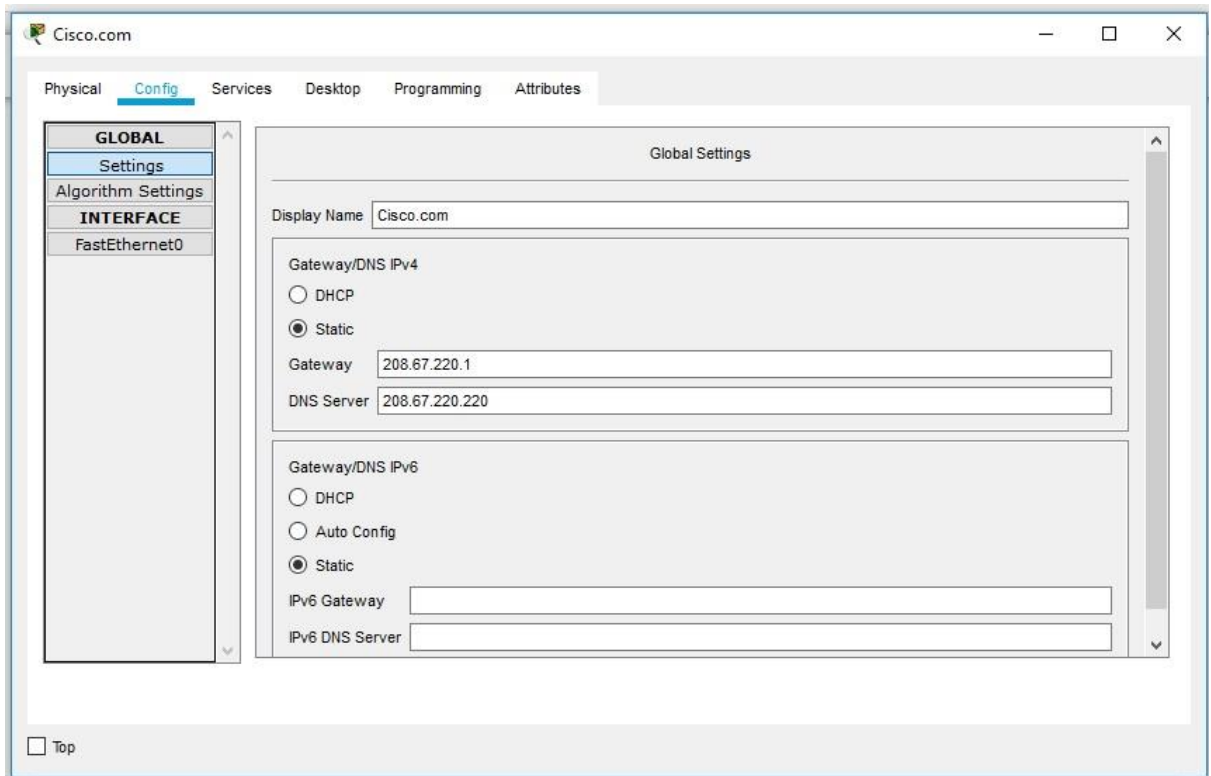 Cisco.com
Physical Config Services Desktop Programming Attributes
GLOBAL
Settings
Algorithm Settings
INTERFACE
FastEthernet0
Global Settings
Display Name Cisco.com
Gateway/DNS IPv4
DHCP
Static
Gateway 208.67.220.1
DNS Server 208.67.220.220
Gateway/DNS IPv6
DHCP
Auto Config
Static
IPv6 Gateway
IPv6 DNS Server
Top